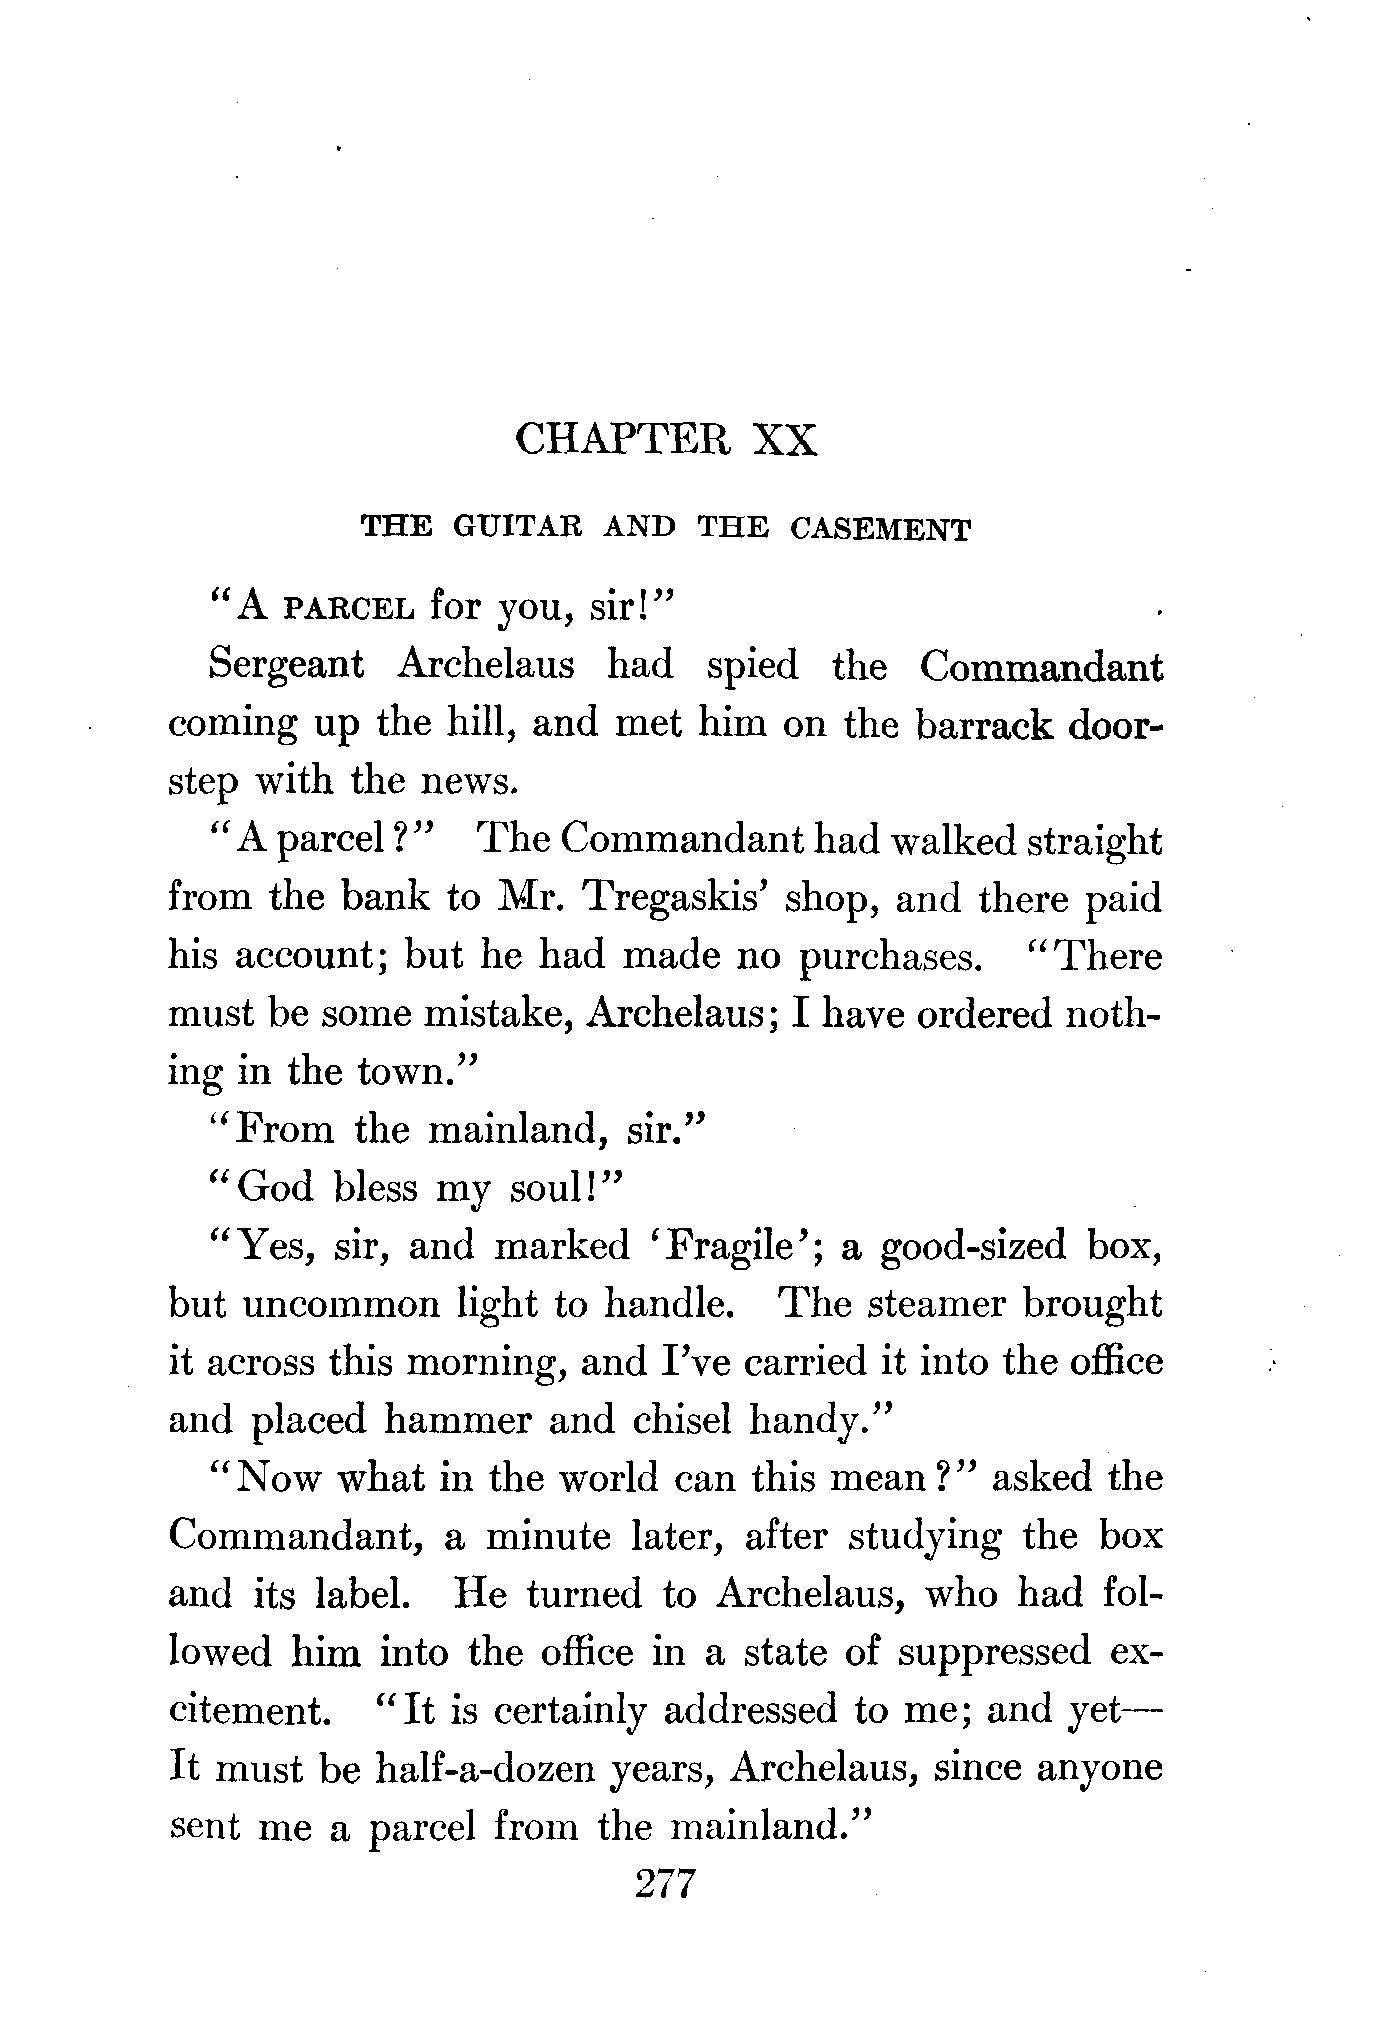 CHAPTER XX
THE GUITAR AND THE CASEMENT
"A PARCEL for you, sir!"
Sergeant Archelaus had spied the Commandant
coming up the hill, and met him on the barrack door-
step with the news.
"A parcel?" The Commandant had walked straight
from the bank to Mr. Tregaskis' shop, and there paid
his account; but he had made no purchases. "There
must be some mistake, Archelaus; I have ordered noth-
ing in the town."
"From the mainland, sir."
"God bless my soul!"
"Yes, sir, and marked 'Fragile'; a good-sized box,
but uncommon light to handle. The steamer brought
it across this morning, and I've carried it into the office
and placed hammer and chisel handy."
"Now what in the world can this mean?" asked the
Commandant, a minute later, after studying the box
and its label. He turned to Archelaus, who had fol-
lowed him into the office in a state of suppressed ex-
citement. "It is certainly addressed to me; and yet—
It must be half-a-dozen years, Archelaus, since anyone
sent me a parcel from the mainland."
277